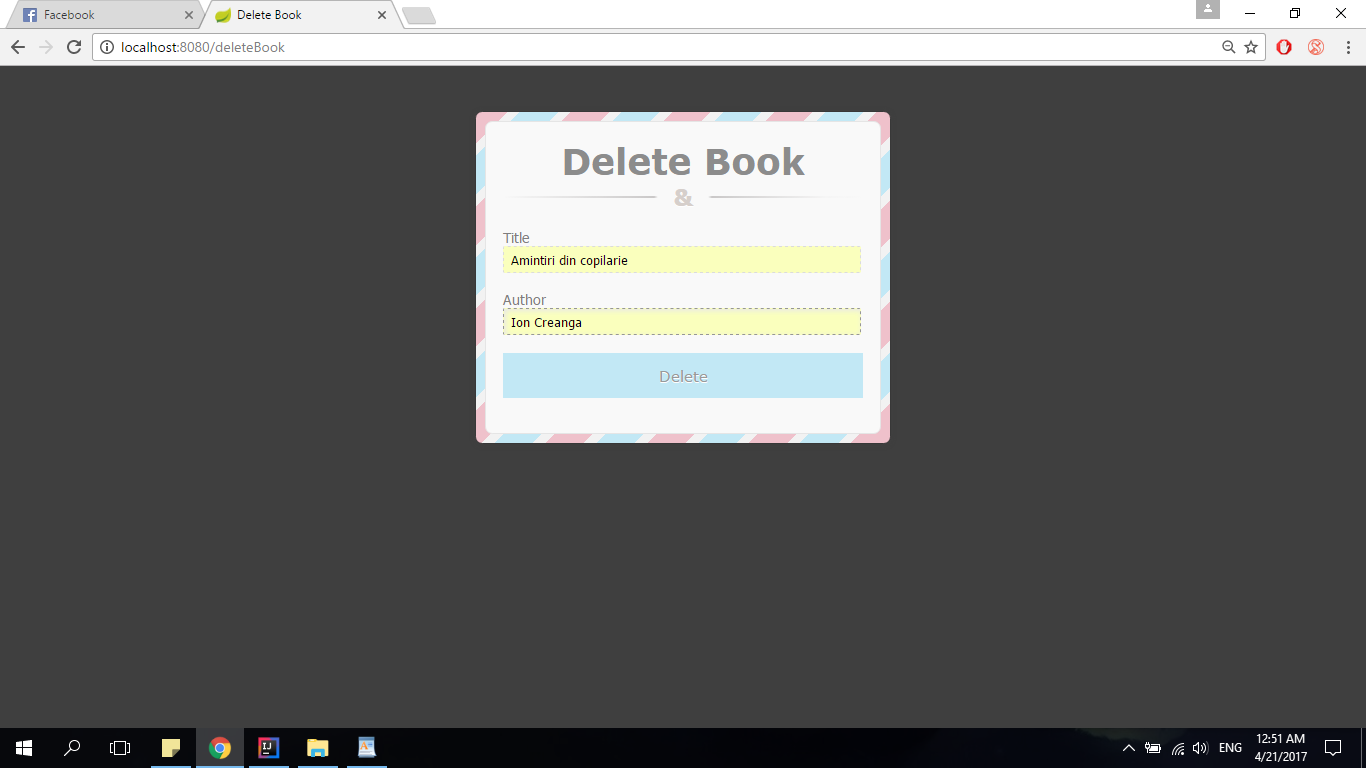 Facebook
Delete Book
localhost:8080/deleteBook
Delete Book
&
Title
Amintiri din copilarie
Author
Ion Creanga
Delete
ENG
12:51 AM
4/21/2017